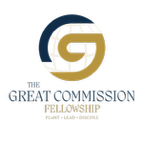 THE
GREAT COMMISSION
FELLOWSHIP
PLANT • LEAD • DISCIPLE